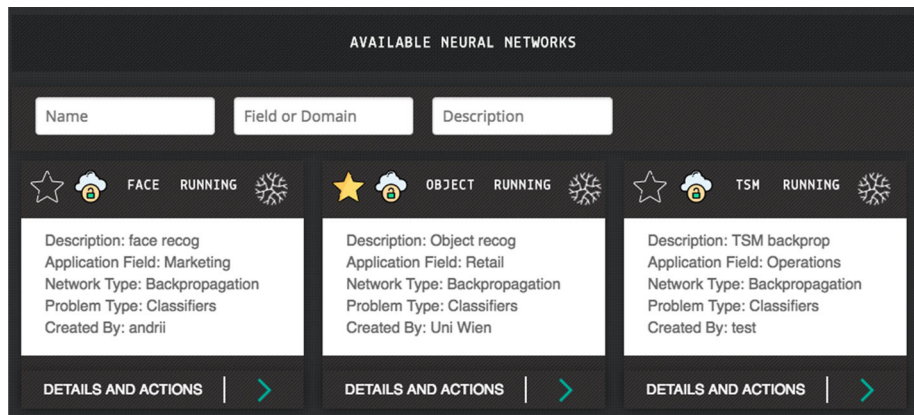 AVAILABLE NEURAL NETWORKS
Name
Field or Domain
Description
FACE RUNNING
Description: face recog
Application Field: Marketing
Network Type: Backpropagation
Problem Type: Classifiers
Created By: andrii
DETAILS AND ACTIONS
OBJECT RUNNING
Description: Object recog
Application Field: Retail
Network Type: Backpropagation
Problem Type: Classifiers
Created By: Uni Wien
DETAILS AND ACTIONS
TSM RUNNING
Description: TSM backprop
Application Field: Operations
Network Type: Backpropagation
Problem Type: Classifiers
Created By: test
DETAILS AND ACTIONS